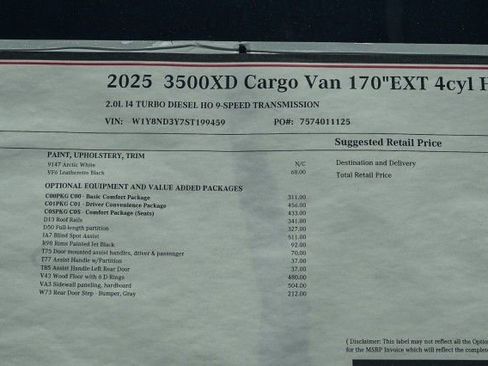 2025 3500XD Cargo Van 170"EXT 4cyl H
2.0L I4 TURBO DIESEL HO 9-SPEED TRANSMISSION
VIN: W1Y8ND3Y7ST199459 PO#: 7574011125
Suggested Retail Price
PAINT, UPHOLSTERY, TRIM
9147 Arctic White N/C
VF6 Leatherette Black 68.00
Destination and Delivery
Total Retail Price
OPTIONAL EQUIPMENT AND VALUE ADDED PACKAGES
C00PKG C00 - Basic Comfort Package 311.00
C01PKG C01 - Driver Convenience Package 456.00
C05PKG C05 - Comfort Package (Seats) 433.00
D13 Roof Rails 341.00
D50 Full-length partition 327.00
JA7 Blind Spot Assist 511.00
R98 Rims Painted Jet Black 92.00
T75 Door mounted assist handles, driver & passenger 70.00
T77 Assist Handle w/Partition 37.00
T85 Assist Handle-Left Rear Door 37.00
V43 Wood Floor with 6 D-Rings 480.00
VA3 Sidewall paneling, hardboard 504.00
W73 Rear Door Step - Bumper, Gray 212.00
( Disclaimer: This label may not reflect all the Optio
for the MSRP Invoice which will reflect the complete